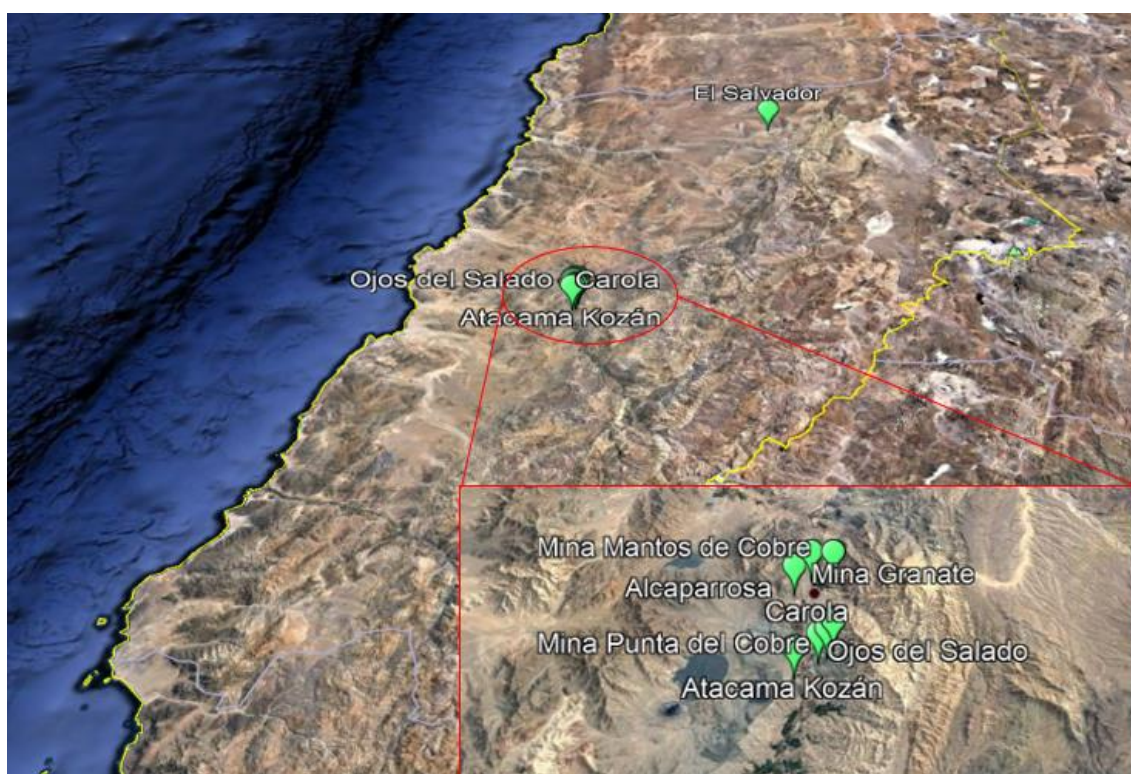 El Salvador
Ojos del Salado
Carola
Atacama Kozán
Mina Mantos de Cobre
Mina Granate
Alcaparrosa
Carola
Mina Punta del Cobre
Ojos del Salado
Atacama Kozán